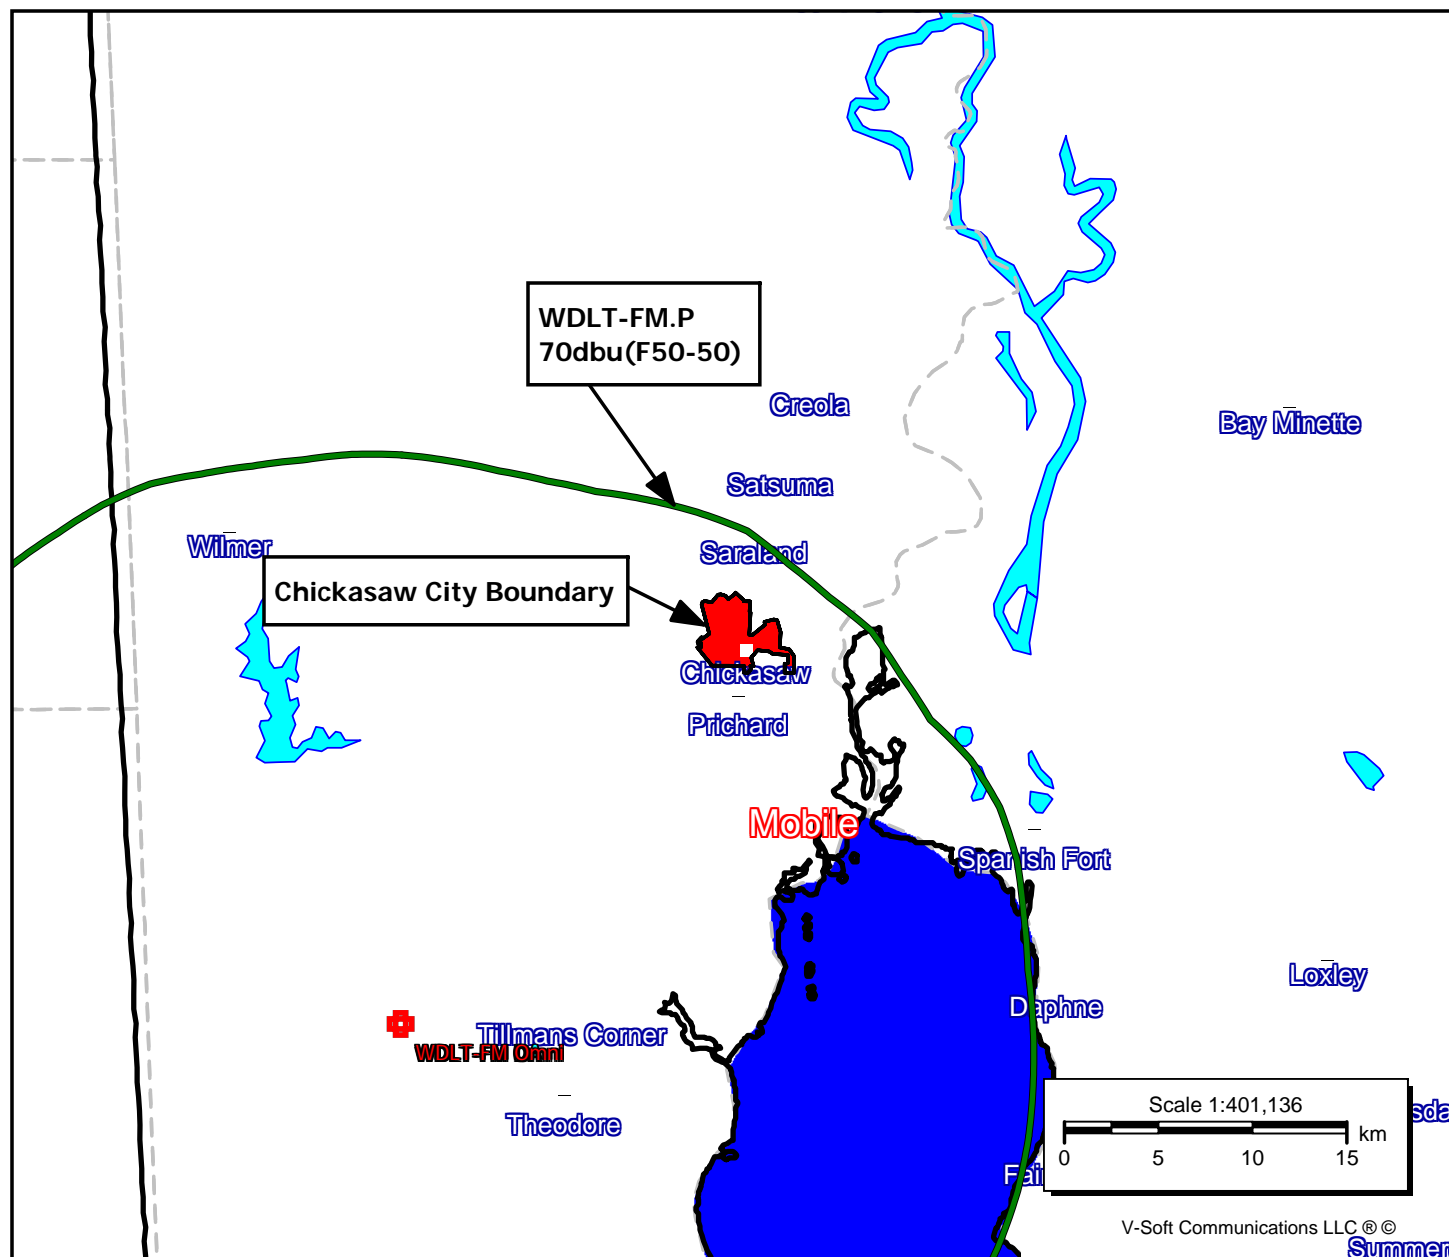 WDLT-FM.P
70dbu(F50-50)
Creola
Bay Minette
Satsuma
Wilmer
Saraland
Chickasaw City Boundary
Chickasaw
Prichard
Mobile
Spanish Fort
Loxley
Daphne
Tillmans Corner
WDLT-FM Omni
Theodore
Scale 1:401,136
km
0 5 10 15
V-Soft Communications LLC ® ©
Summer